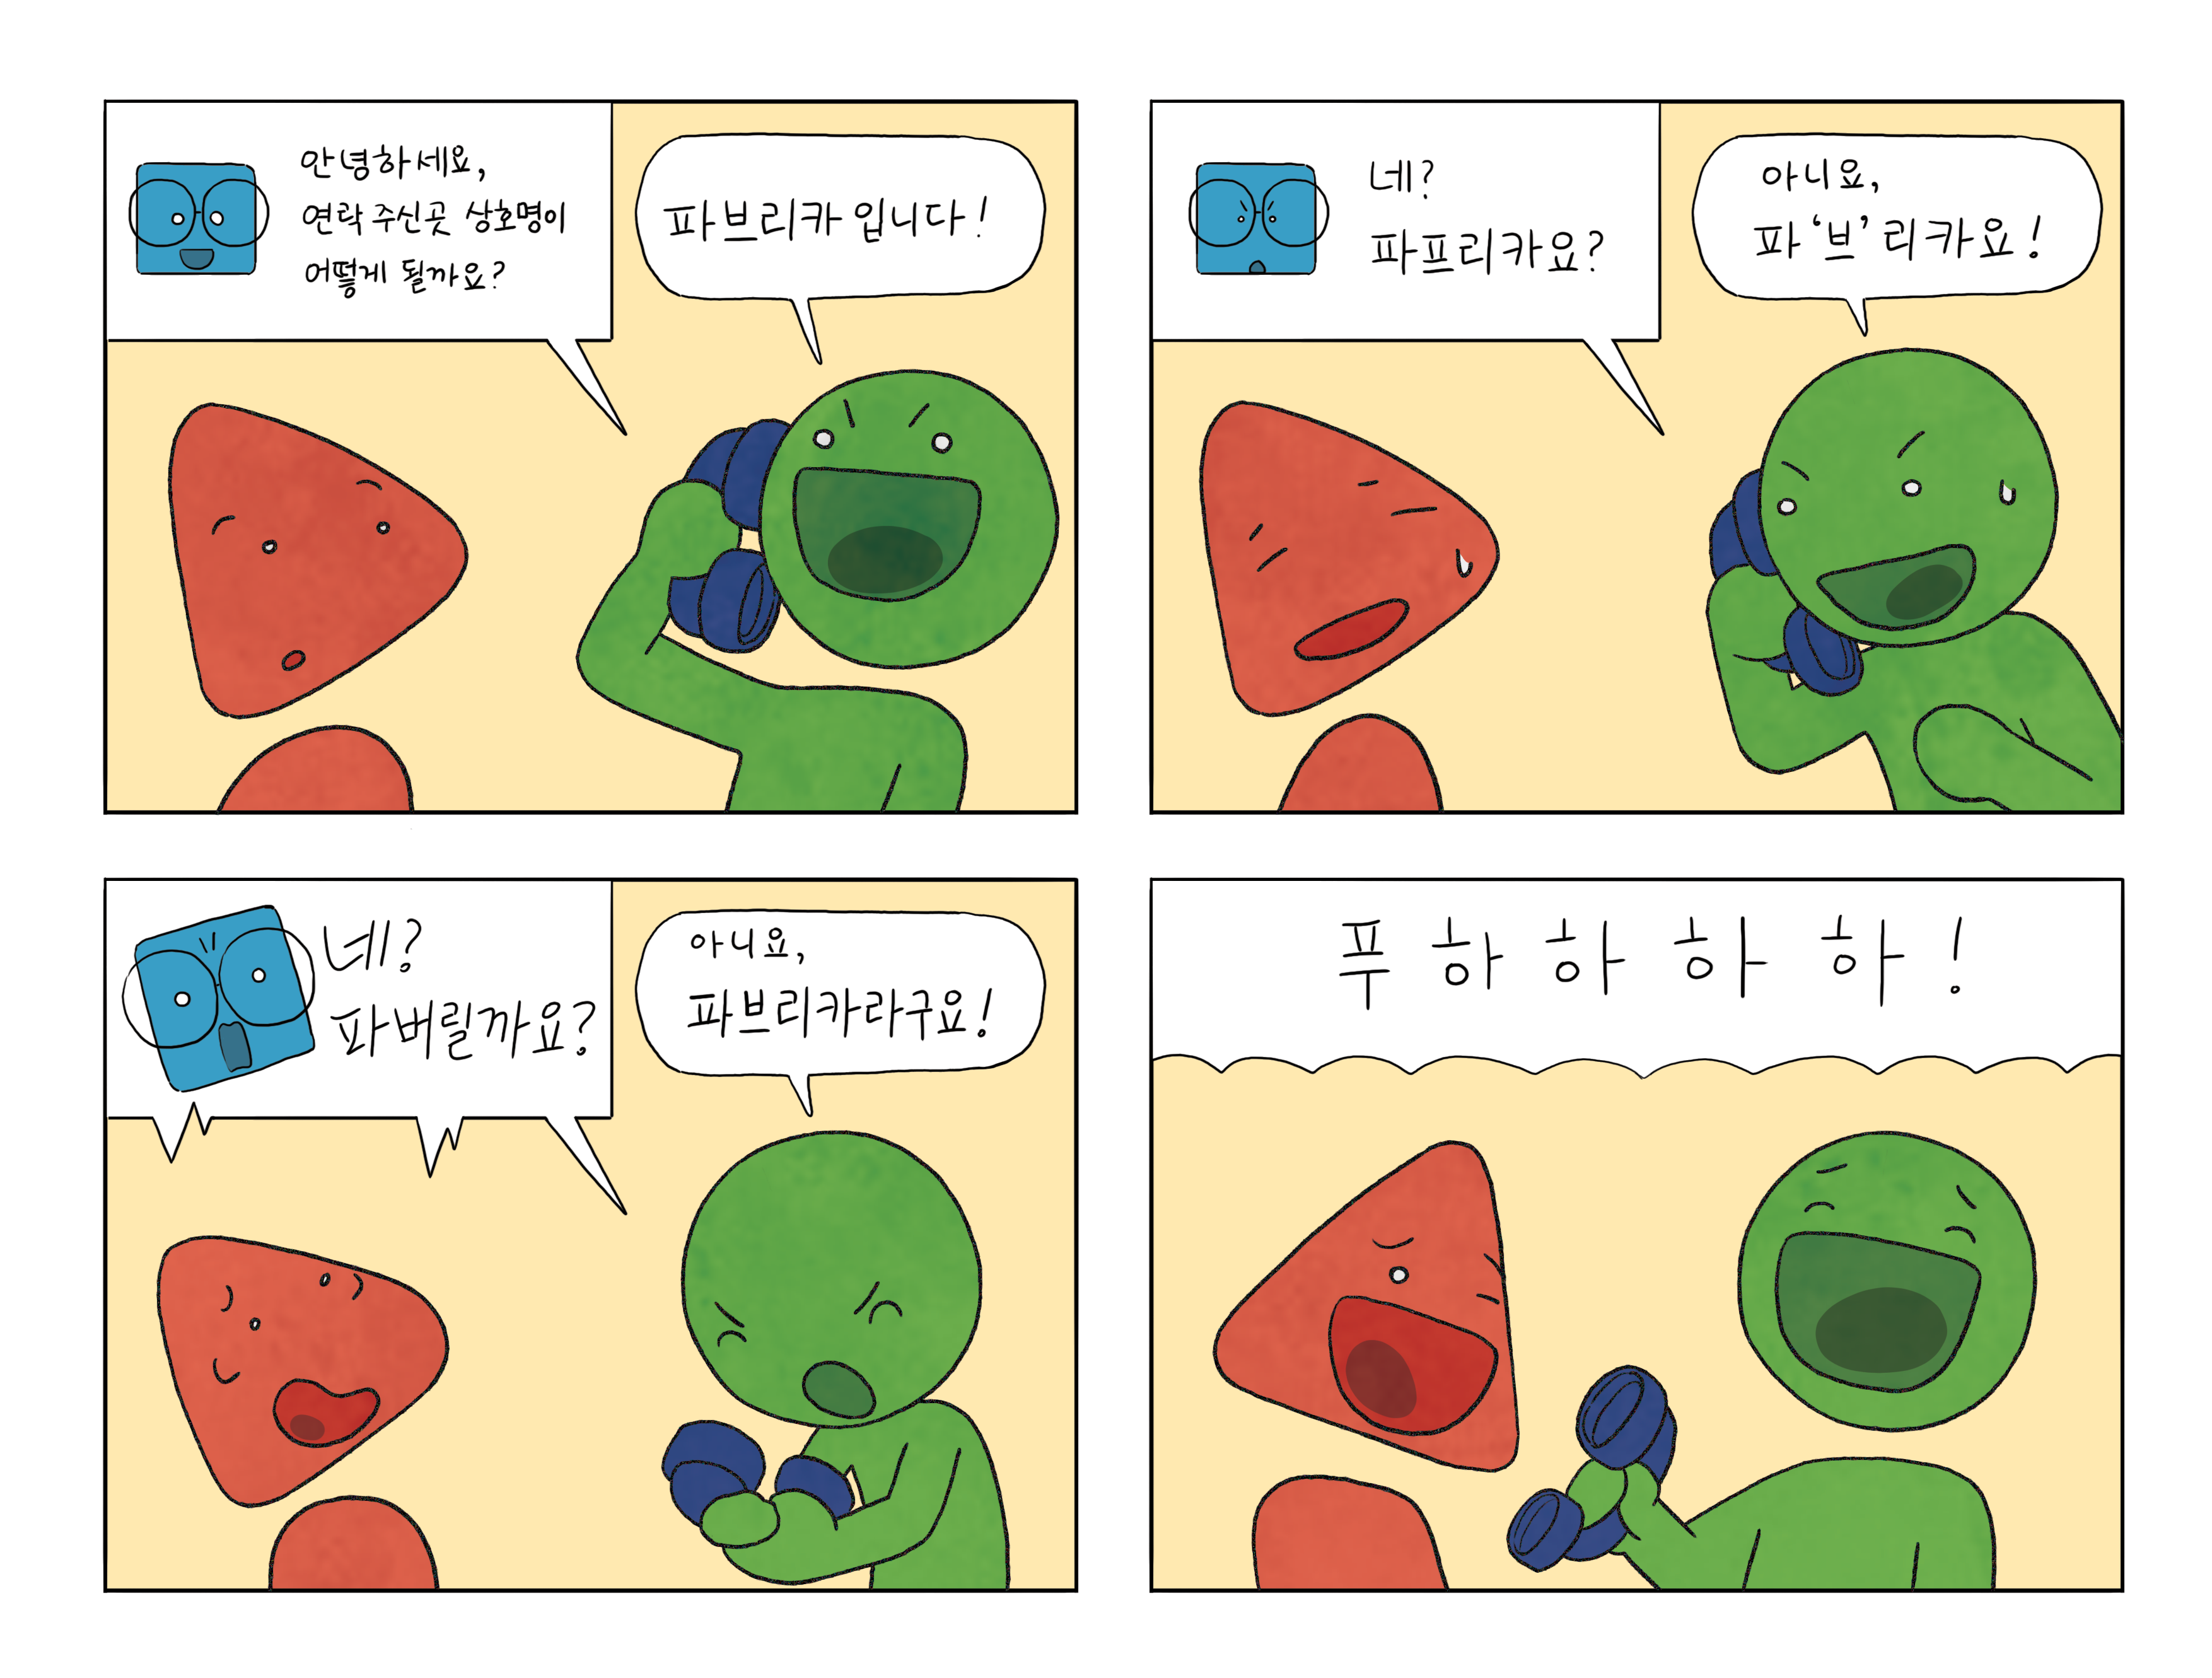 안녕하세요,
연락 주신곳 상호명이
어떻게 될까요?
파브리카 입니다!
네?
파프리카요?
아니요,
파'브'리카요!
네?
파버릴까요?
아니요,
파브리카라구요!
푸하하하하!